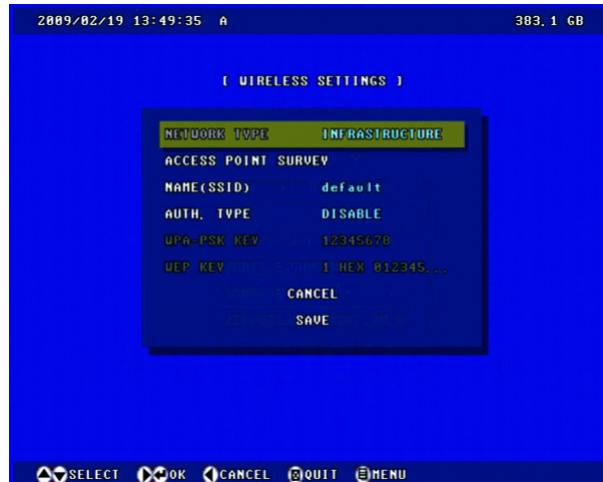 2009/02/19 13:49:35 A 383.1 GB
[ WIRELESS SETTINGS ]
NETWORK TYPE INFRASTRUCTURE
ACCESS POINT SURVEY
NAME(SSID) default
AUTH. TYPE DISABLE
WPA-PSK KEY 12345678
WEP KEY 1 HEX 012345...
CANCEL
SAVE
SELECT OK CANCEL QUIT MENU